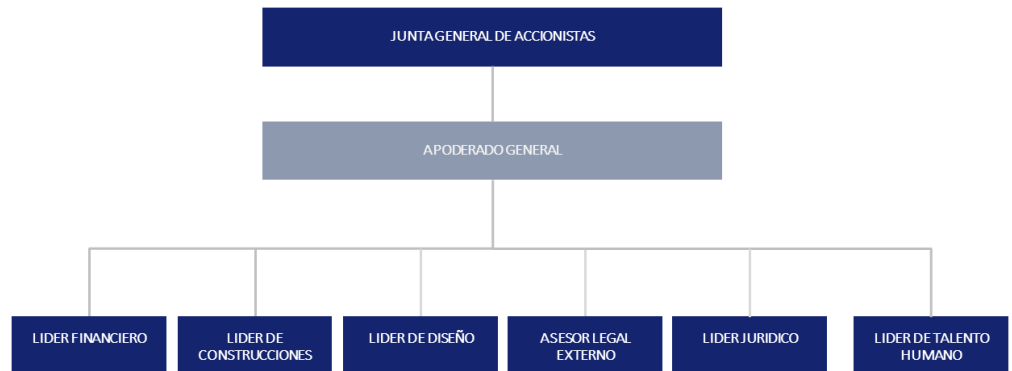 JUNTA GENERAL DE ACCIONISTAS
APODERADO GENERAL
LIDER FINANCIERO
LIDER DE
CONSTRUCCIONES
LIDER DE DISEÑO
ASESOR LEGAL
EXTERNO
LIDER JURIDICO
LIDER DE TALENTO
HUMANO